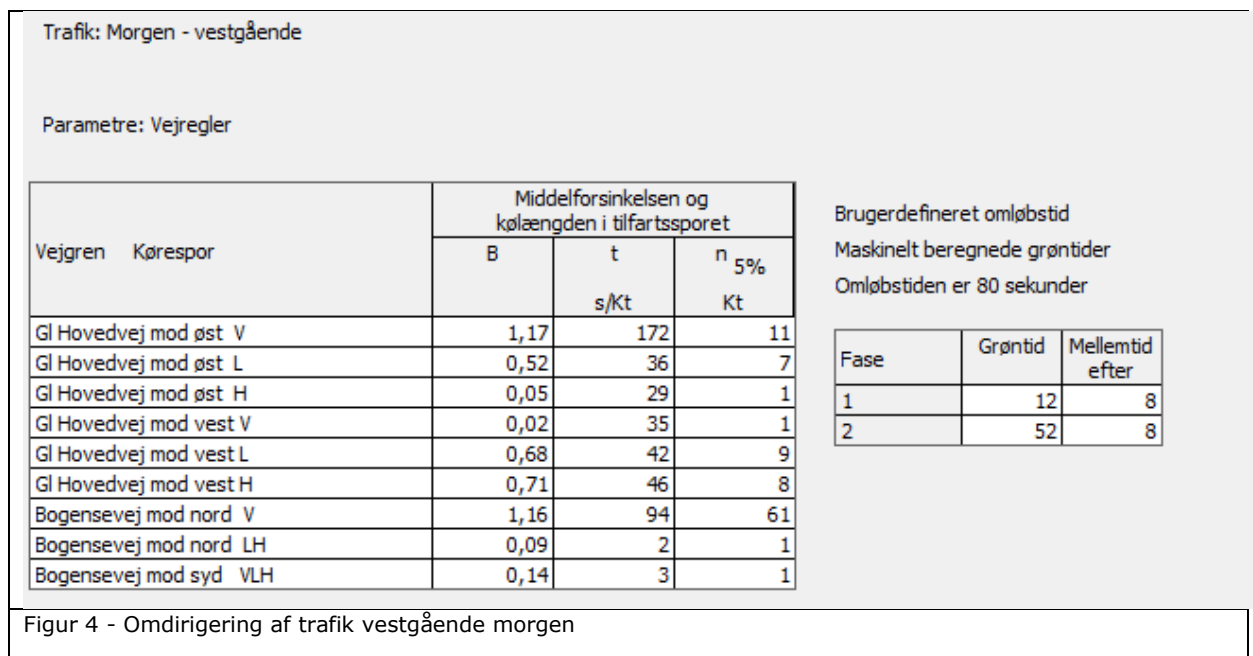 Trafik: Morgen - vestgående
Parametre: Vejregler
Middelforsinkelsen og
kølængden i tilfartssporet
Vejgren Kørespor B t n 5%
s/Kt Kt
Gl Hovedvej mod øst V 1,17 172 11
Gl Hovedvej mod øst L 0,52 36 7
Gl Hovedvej mod øst H 0,05 29 1
Gl Hovedvej mod vest V 0,02 35 1
Gl Hovedvej mod vest L 0,68 42 9
Gl Hovedvej mod vest H 0,71 46 8
Bogensevej mod nord V 1,16 94 61
Bogensevej mod nord LH 0,09 2 1
Bogensevej mod syd VLH 0,14 3 1
Brugerdefineret omløbstid
Maskinelt beregnede grøntider
Omløbstiden er 80 sekunder
Fase Grøntid Mellemtid
efter
1 12 8
2 52 8
Figur 4 - Omdirigering af trafik vestgående morgen